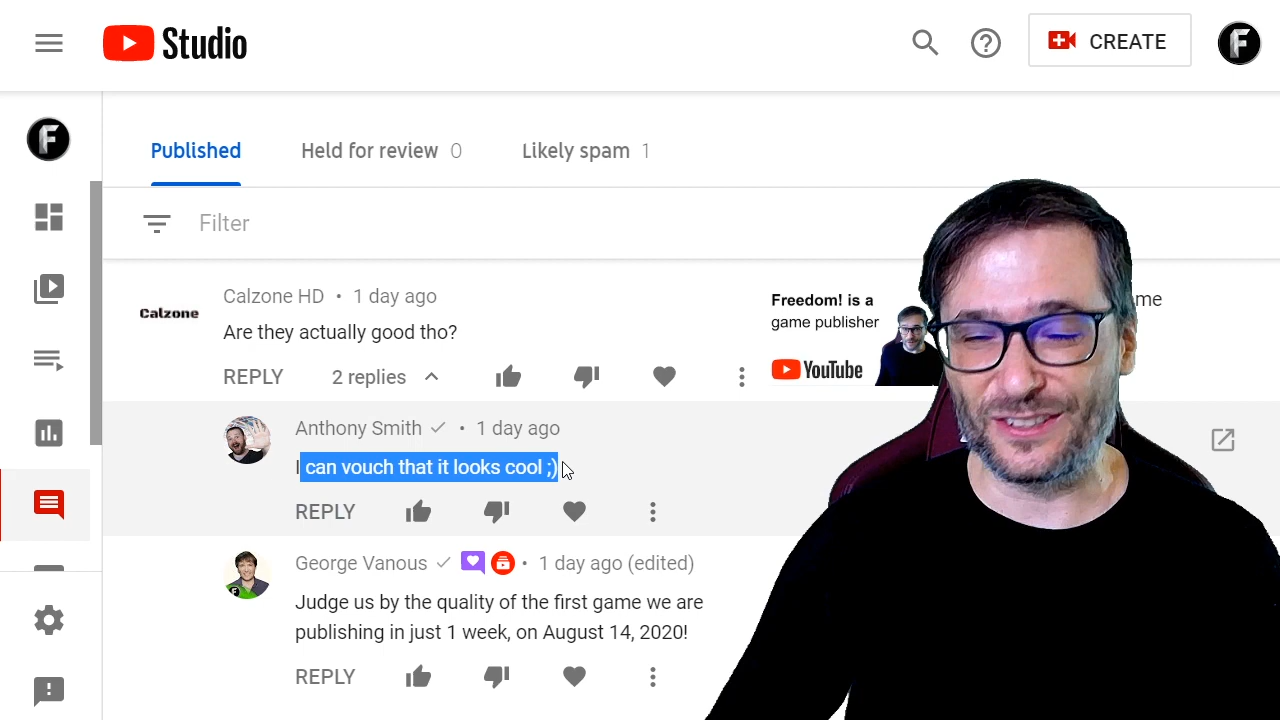 Studio
CREATE
Published
Held for review 0
Likely spam 1
Filter
Calzone HD • 1 day ago
Calzone
Are they actually good tho?
REPLY 2 replies
Freedom! is a
game publisher
YouTube
me
Anthony Smith • 1 day ago
I can vouch that it looks cool ;)
REPLY
George Vanous • 1 day ago (edited)
Judge us by the quality of the first game we are
publishing in just 1 week, on August 14, 2020!
REPLY